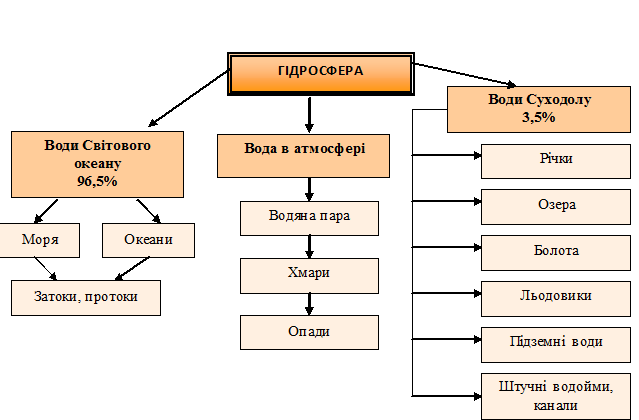 ГІДРОСФЕРА
Води Світового
океану
96,5%
Моря
Океани
Затоки, протоки
Вода в атмосфері
Водяна пара
Хмари
Опади
Води Суходолу
3,5%
Річки
Озера
Болота
Льодовики
Підземні води
Штучні водойми,
канали